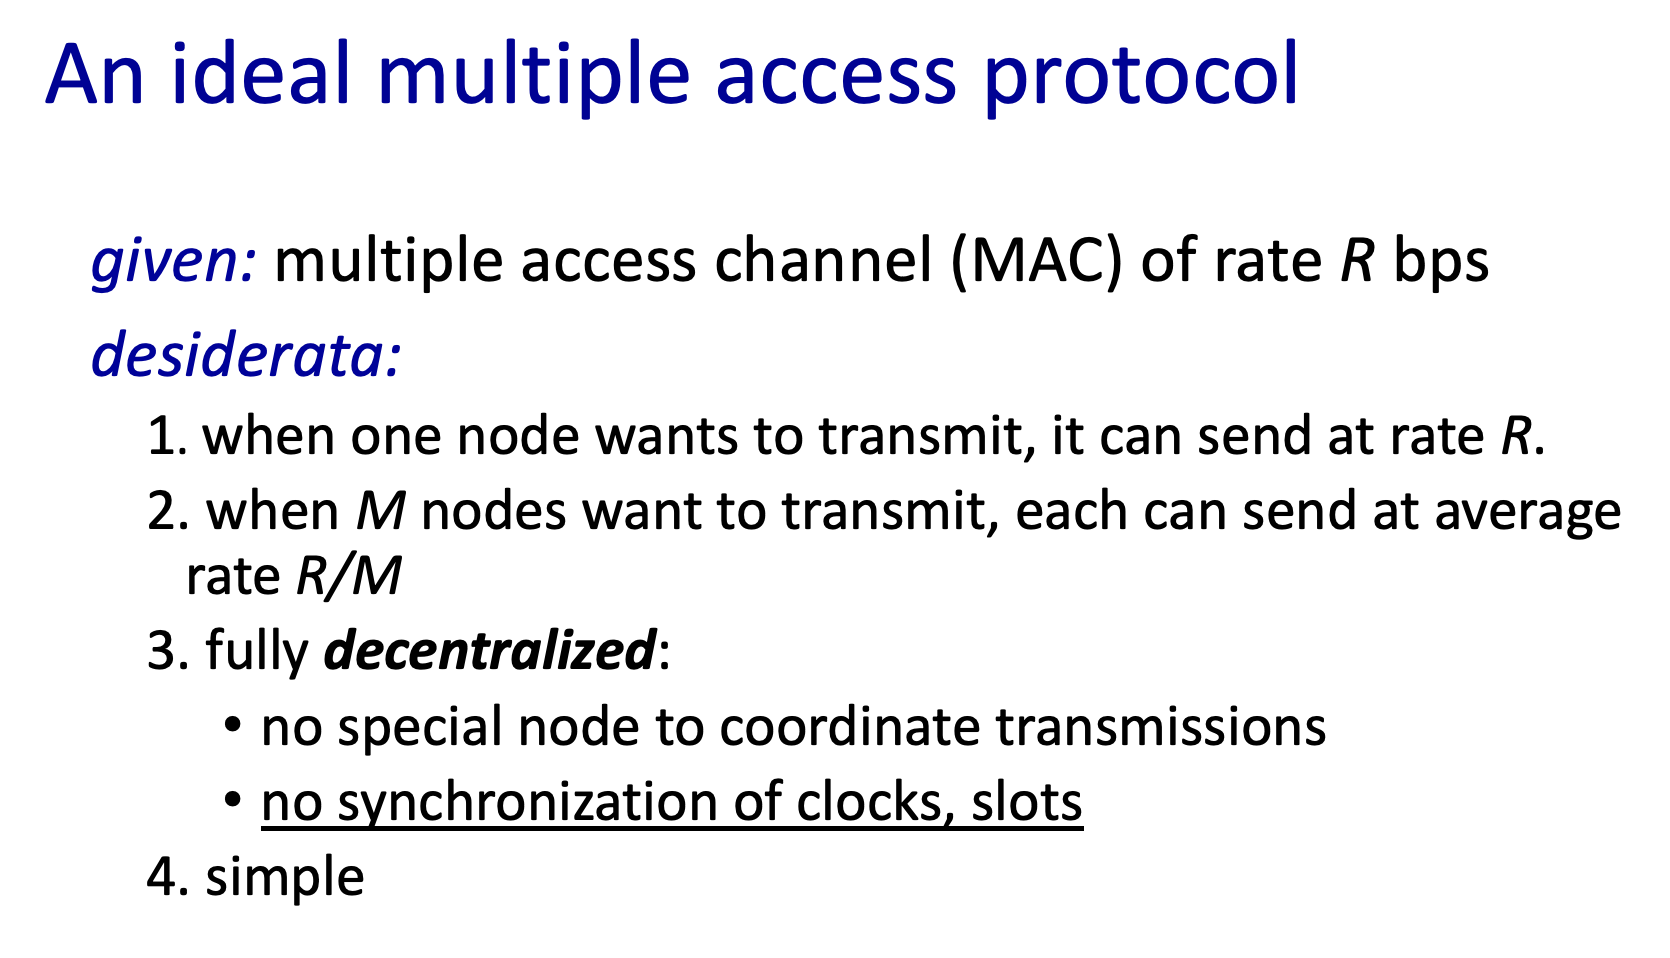 An ideal multiple access protocol
given: multiple access channel (MAC) of rate R bps
desiderata:
1. when one node wants to transmit, it can send at rate R.
2. when M nodes want to transmit, each can send at average
rate R/M
3. fully decentralized:
• no special node to coordinate transmissions
• no synchronization of clocks, slots
4. simple